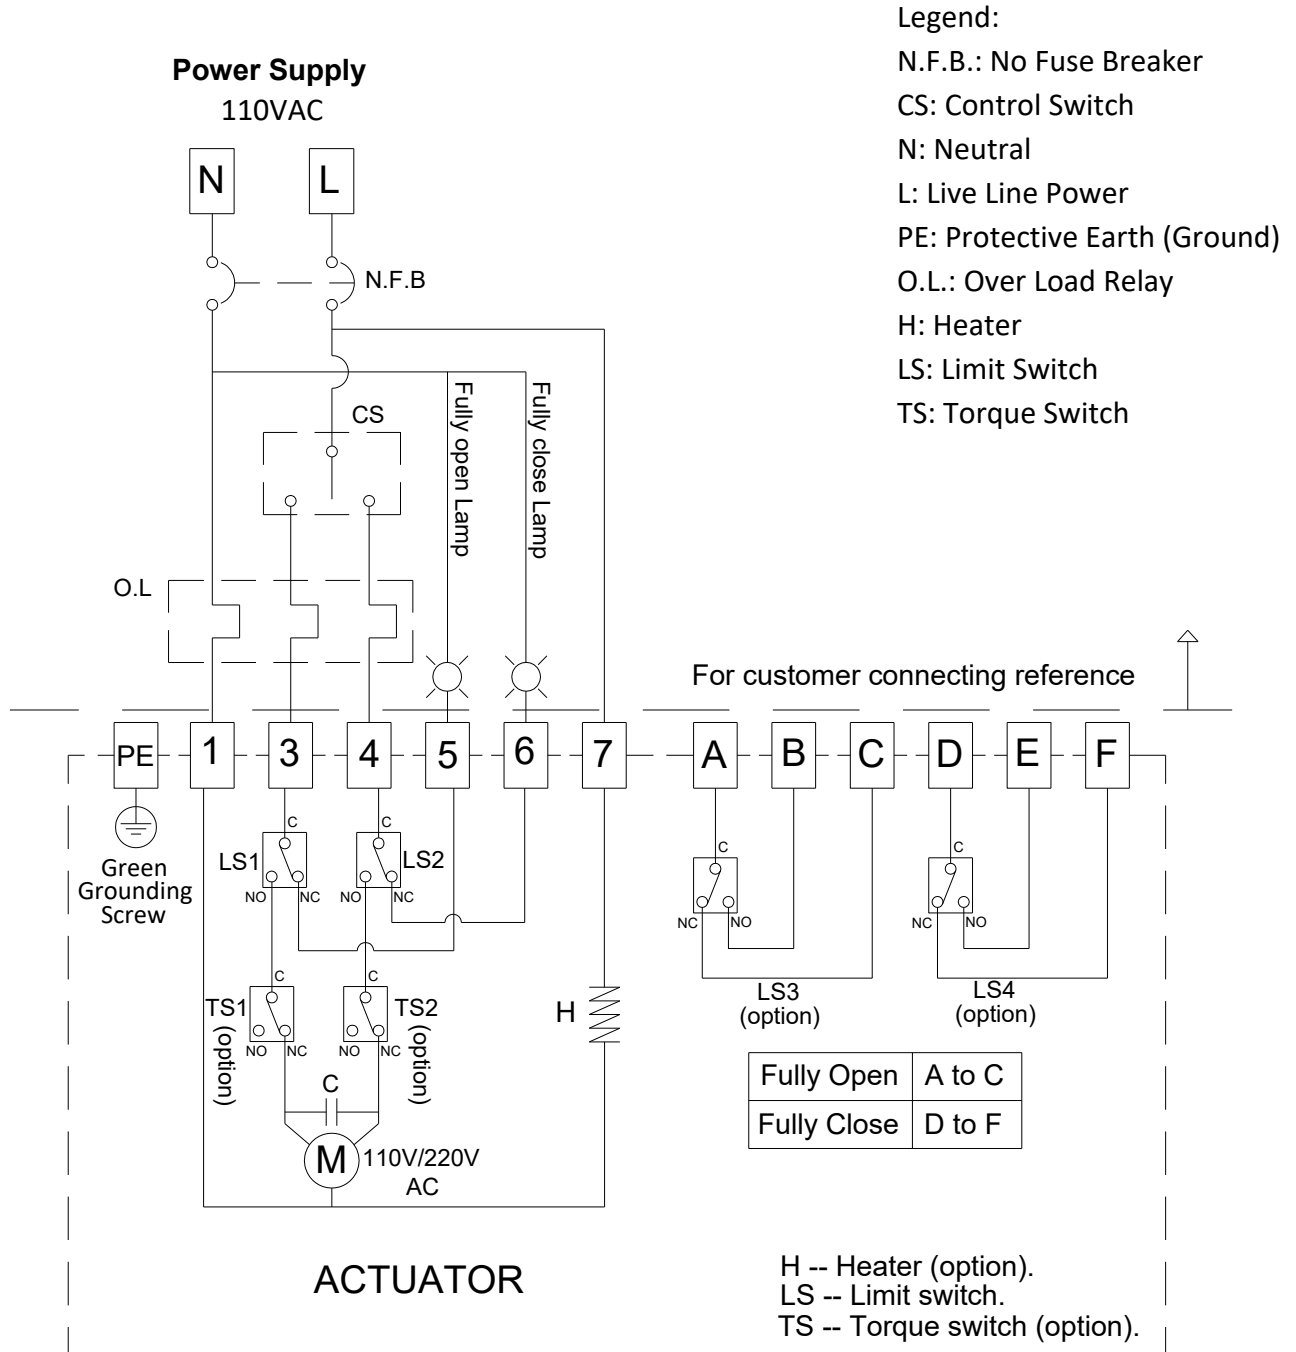 Legend:
N.F.B.: No Fuse Breaker
CS: Control Switch
N: Neutral
L: Live Line Power
PE: Protective Earth (Ground)
O.L.: Over Load Relay
H: Heater
LS: Limit Switch
TS: Torque Switch
Power Supply
110VAC
N L
N.F.B
CS
Fully open Lamp
Fully close Lamp
O.L
For customer connecting reference
PE 1 3 4 5 6 7 A B C D E F
Green
Grounding
Screw
C C
LS1 LS2
NO NC NO NC
C C
NC NO NC NO
LS3
(option)
LS4
(option)
C C
TS1 TS2
(option) (option)
NO NC NO NC
H
C
M 110V/220V
AC
Fully Open A to C
Fully Close D to F
ACTUATOR
H -- Heater (option).
LS -- Limit switch.
TS -- Torque switch (option).